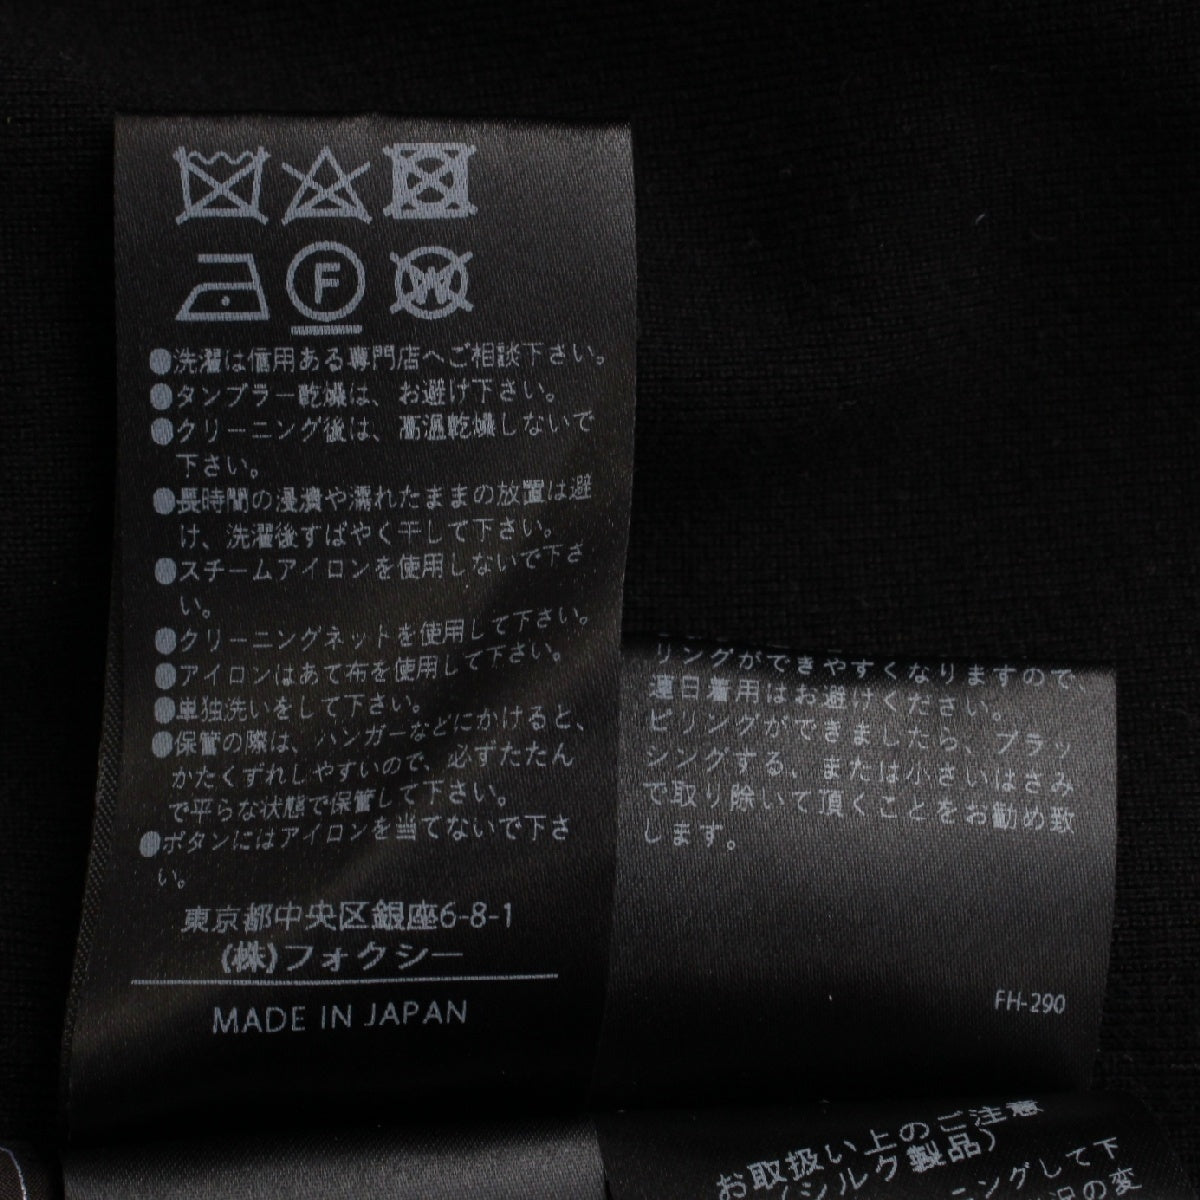 F
W
●洗濯は信用ある専門店へご相談下さい。
●タンブラー乾燥は、お避け下さい。
●クリーニング後は、高温乾燥しないで
下さい。
●長時間の浸漬や濡れたままの放置は避
け、洗濯後すばやく干して下さい。
●スチームアイロンを使用しないで下さ
い。
●クリーニングネットを使用して下さい。
●アイロンはあて布を使用して下さい。
●単独洗いをして下さい。
●保管の際は、ハンガーなどにかけると、
かたくずれしやすいので、必ずたたん
で平らな状態で保管して下さい。
●ボタンにはアイロンを当てないで下さ
い。
東京都中央区銀座6-8-1
(株)フォクシー
MADE IN JAPAN
リングができやすくなりますので、
連日着用はお避けください。
ピリングができましたら、ブラッ
シングする、または小さいはさみ
で取り除いて頂くことをお勧め致
します。
FH-290
お取扱い上のご注意
(シルク製品)
ニングして下
の変